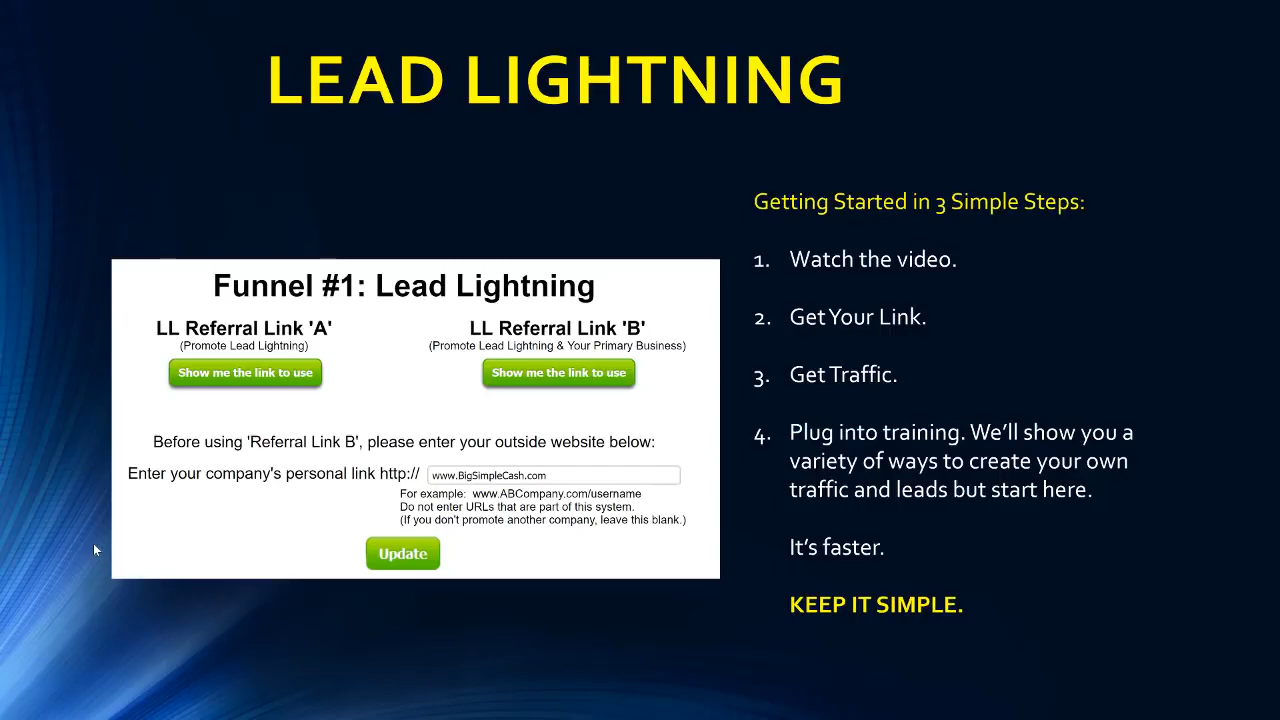 LEAD LIGHTNING
Funnel #1: Lead Lightning
LL Referral Link 'A'
(Promote Lead Lightning)
Show me the link to use
LL Referral Link 'B'
(Promote Lead Lightning & Your Primary Business)
Show me the link to use
Before using 'Referral Link B', please enter your outside website below:
Enter your company's personal link http:// www.BigSimpleCash.com
For example: www.ABCompany.com/username
Do not enter URLs that are part of this system.
(If you don't promote another company, leave this blank.)
Update
Getting Started in 3 Simple Steps:
1. Watch the video.
2. Get Your Link.
3. Get Traffic.
4. Plug into training. We'll show you a
variety of ways to create your own
traffic and leads but start here.
It's faster.
KEEP IT SIMPLE.